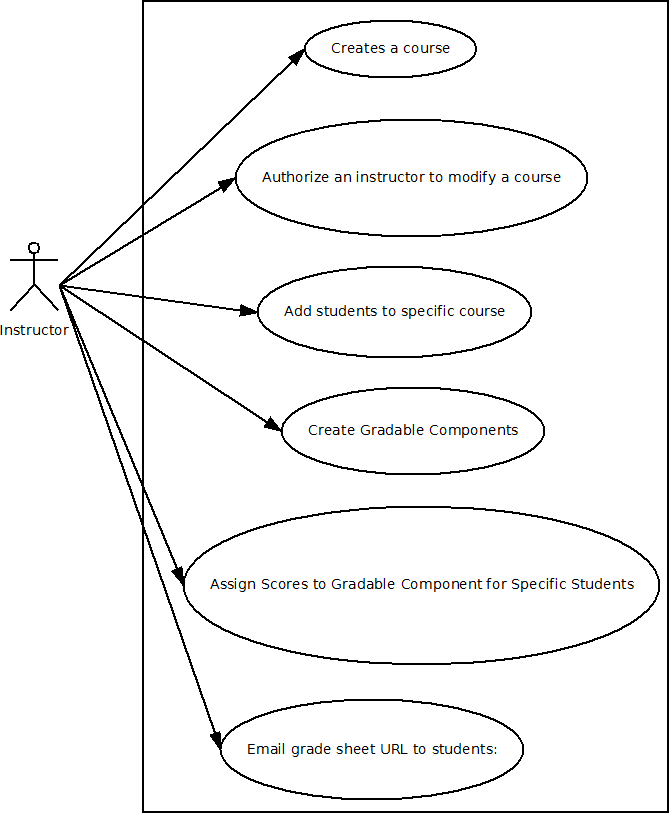 Creates a course
Authorize an instructor to modify a course
Add students to specific course
Instructor
Create Gradable Components
Assign Scores to Gradable Component for Specific Students
Email grade sheet URL to students: